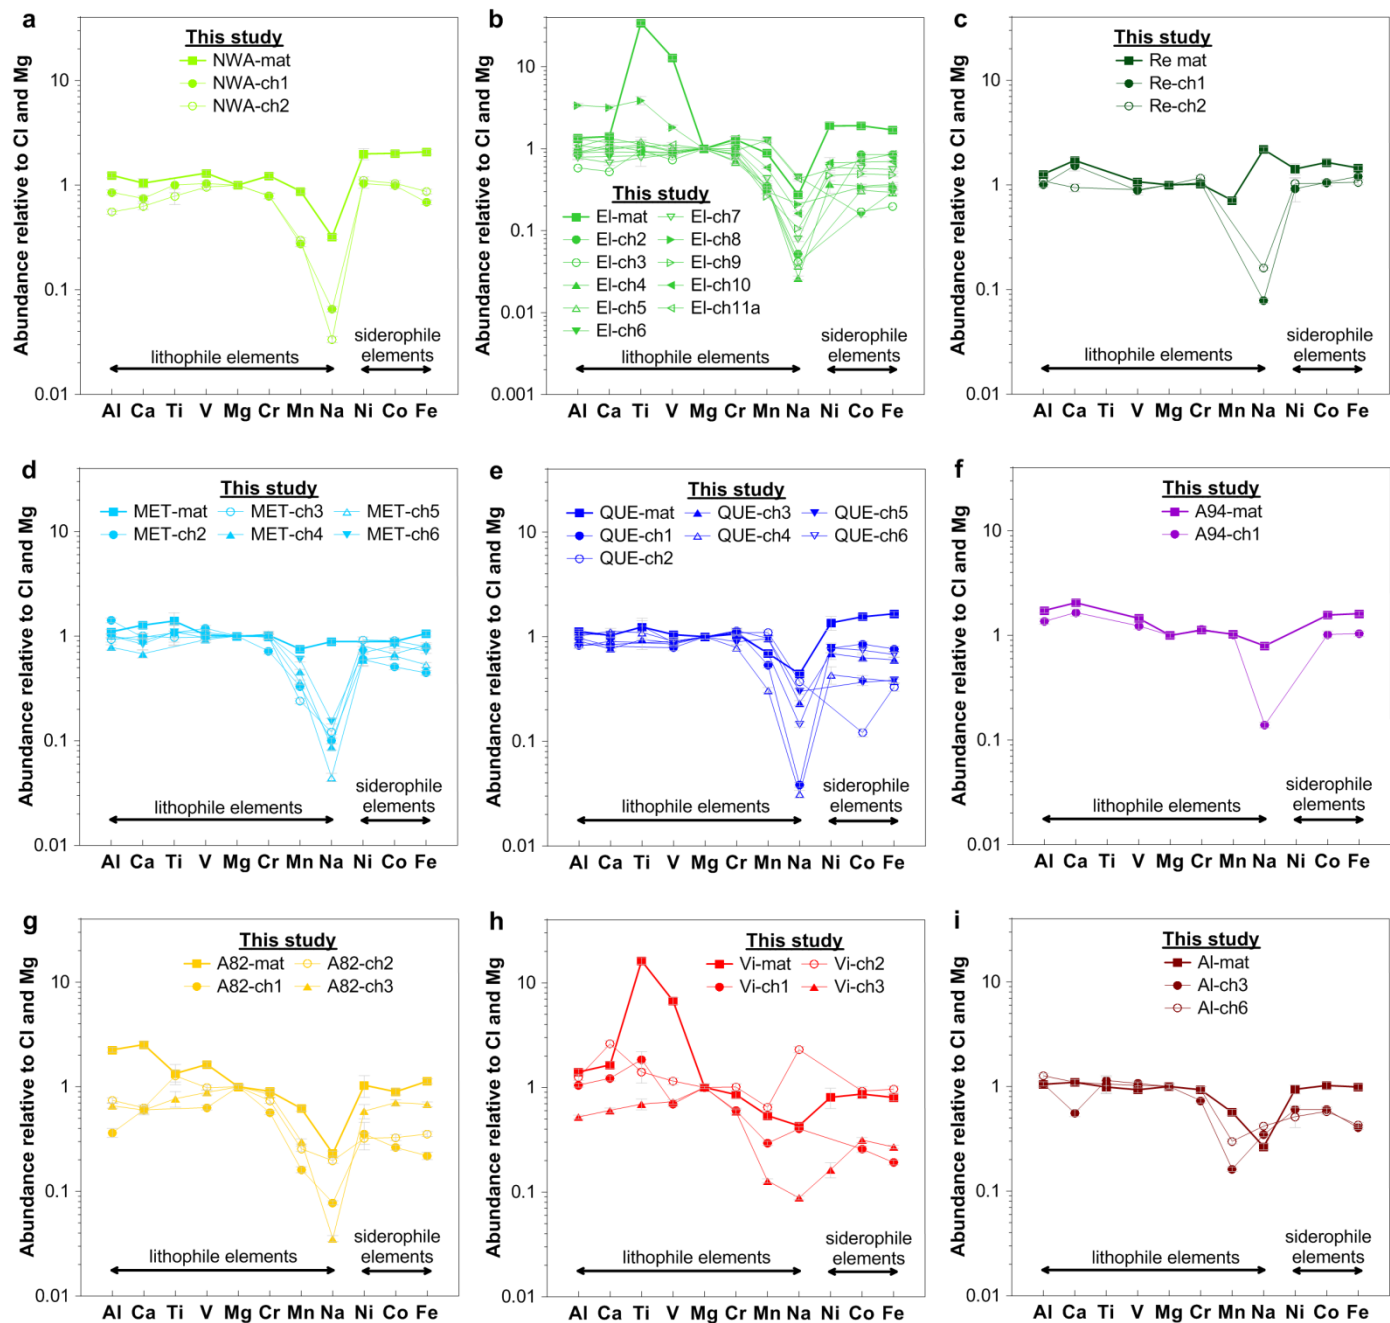 a
This study
NWA-mat
NWA-ch1
NWA-ch2
Abundance relative to CI and Mg
10
1
0.1
0.01
lithophile elements
siderophile
elements
Al Ca Ti V Mg Cr Mn Na Ni Co Fe
b
This study
El-mat El-ch7
El-ch2 El-ch8
El-ch3 El-ch9
El-ch4 El-ch10
El-ch5 El-ch11a
El-ch6
Abundance relative to CI and Mg
10
1
0.1
0.01
0.001
lithophile elements
siderophile
elements
Al Ca Ti V Mg Cr Mn Na Ni Co Fe
c
This study
Re mat
Re-ch1
Re-ch2
Abundance relative to CI and Mg
10
1
0.1
0.01
lithophile elements
siderophile
elements
Al Ca Ti V Mg Cr Mn Na Ni Co Fe
d
This study
MET-mat MET-ch3 MET-ch5
MET-ch2 MET-ch4 MET-ch6
Abundance relative to CI and Mg
10
1
0.1
0.01
lithophile elements
siderophile
elements
Al Ca Ti V Mg Cr Mn Na Ni Co Fe
e
This study
QUE-mat QUE-ch3 QUE-ch5
QUE-ch1 QUE-ch4 QUE-ch6
QUE-ch2
Abundance relative to CI and Mg
10
1
0.1
0.01
lithophile elements
siderophile
elements
Al Ca Ti V Mg Cr Mn Na Ni Co Fe
f
This study
A94-mat
A94-ch1
Abundance relative to CI and Mg
10
1
0.1
0.01
lithophile elements
siderophile
elements
Al Ca Ti V Mg Cr Mn Na Ni Co Fe
g
This study
A82-mat A82-ch2
A82-ch1 A82-ch3
Abundance relative to CI and Mg
10
1
0.1
0.01
lithophile elements
siderophile
elements
Al Ca Ti V Mg Cr Mn Na Ni Co Fe
h
This study
Vi-mat Vi-ch2
Vi-ch1 Vi-ch3
Abundance relative to CI and Mg
10
1
0.1
0.01
lithophile elements
siderophile
elements
Al Ca Ti V Mg Cr Mn Na Ni Co Fe
i
This study
Al-mat
Al-ch3
Al-ch6
Abundance relative to CI and Mg
10
1
0.1
0.01
lithophile elements
siderophile
elements
Al Ca Ti V Mg Cr Mn Na Ni Co Fe